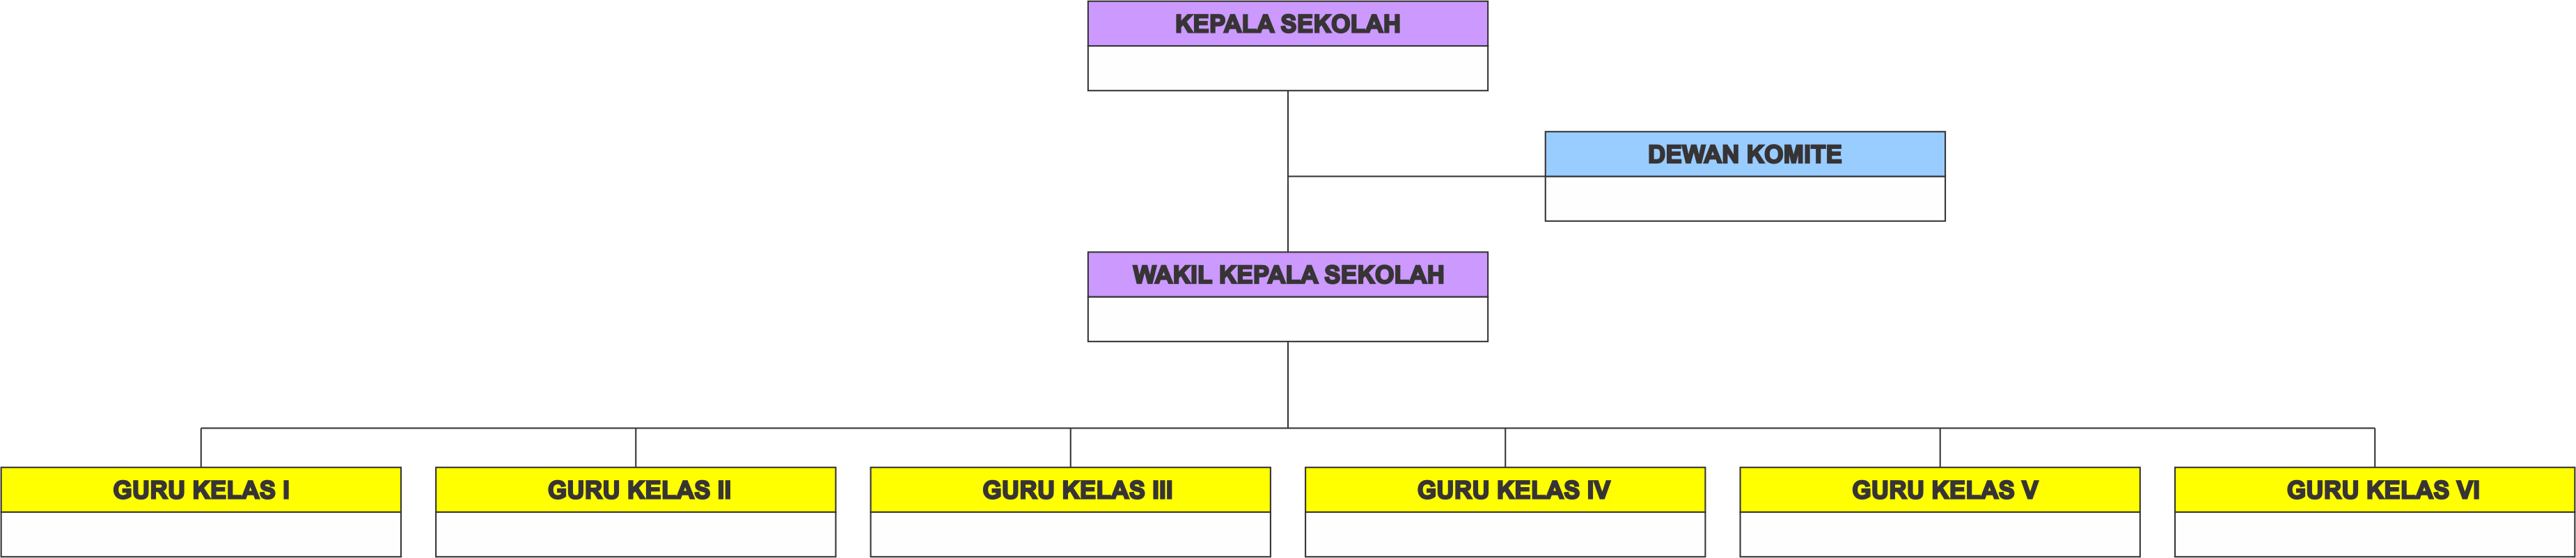 KEPALA SEKOLAH
DEWAN KOMITE
WAKIL KEPALA SEKOLAH
GURU KELAS I
GURU KELAS II
GURU KELAS III
GURU KELAS IV
GURU KELAS V
GURU KELAS VI